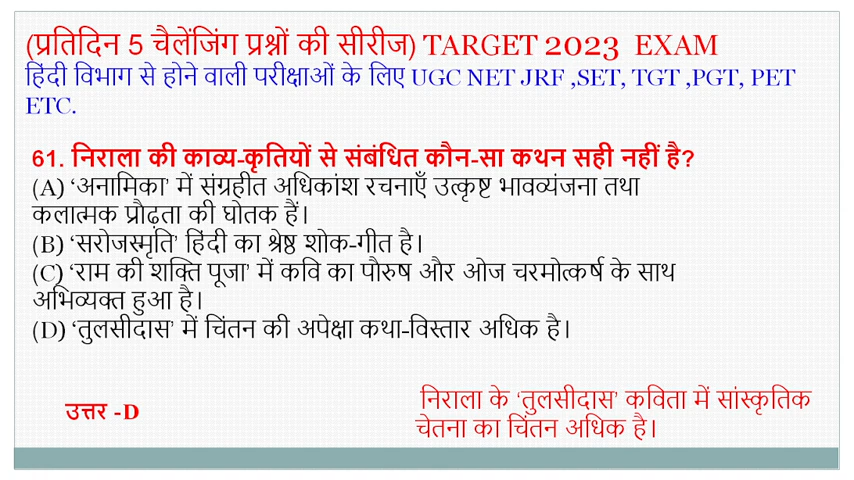 (प्रतिदिन 5 चैलेंजिंग प्रश्नों की सीरीज) TARGET 2023 EXAM
हिंदी विभाग से होने वाली परीक्षाओं के लिए UGC NET JRF ,SET, TGT ,PGT, PET
ETC.
61. निराला की काव्य-कृतियों से संबंधित कौन-सा कथन सही नहीं है?
(A) ‘अनामिका’ में संग्रहीत अधिकांश रचनाएँ उत्कृष्ट भावव्यंजना तथा
कलात्मक प्रौढ़ता की घोतक हैं।
(B) ‘सरोजस्मृति’ हिंदी का श्रेष्ठ शोक-गीत है।
(C) ‘राम की शक्ति पूजा’ में कवि का पौरुष और ओज चरमोत्कर्ष के साथ
अभिव्यक्त हुआ है।
(D) ‘तुलसीदास’ में चिंतन की अपेक्षा कथा-विस्तार अधिक है।
उत्तर -D
निराला के ‘तुलसीदास’ कविता में सांस्कृतिक
चेतना का चिंतन अधिक है।